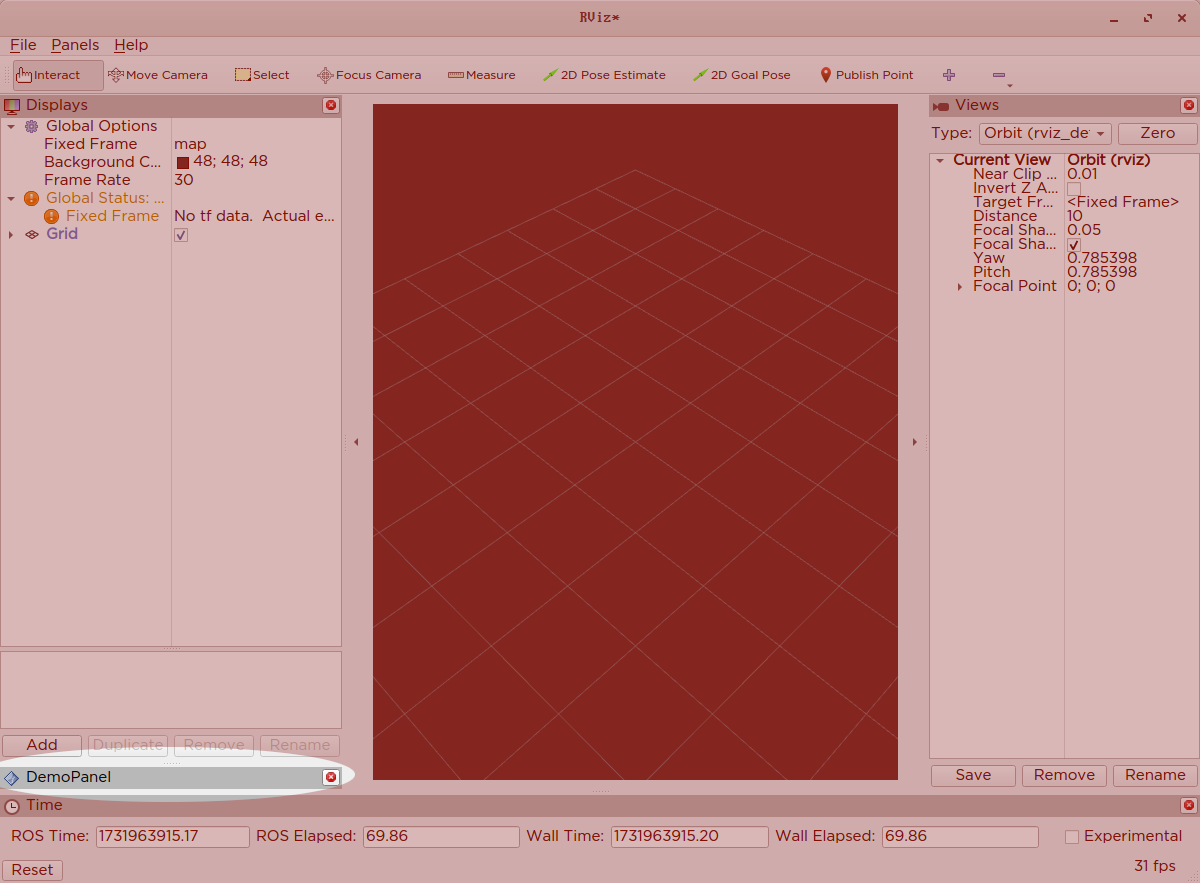 RViz*
File Panels Help
Interact Move Camera Select Focus Camera Measure 2D Pose Estimate 2D Goal Pose Publish Point
Displays
Global Options
Fixed Frame map
Background C... 48; 48; 48
Frame Rate 30
Global Status: ...
Fixed Frame No tf data. Actual e...
Grid
Add Duplicate Remove Rename
DemoPanel
Views
Type: Orbit (rviz_de Zero
Current View Orbit (rviz)
Near Clip ... 0.01
Invert Z A...
Target Fr... <Fixed Frame>
Distance 10
Focal Sha... 0.05
Focal Sha...
Yaw 0.785398
Pitch 0.785398
Focal Point 0; 0; 0
Save Remove Rename
Time
ROS Time: 1731963915.17 ROS Elapsed: 69.86 Wall Time: 1731963915.20 Wall Elapsed: 69.86 Experimental
Reset 31 fps